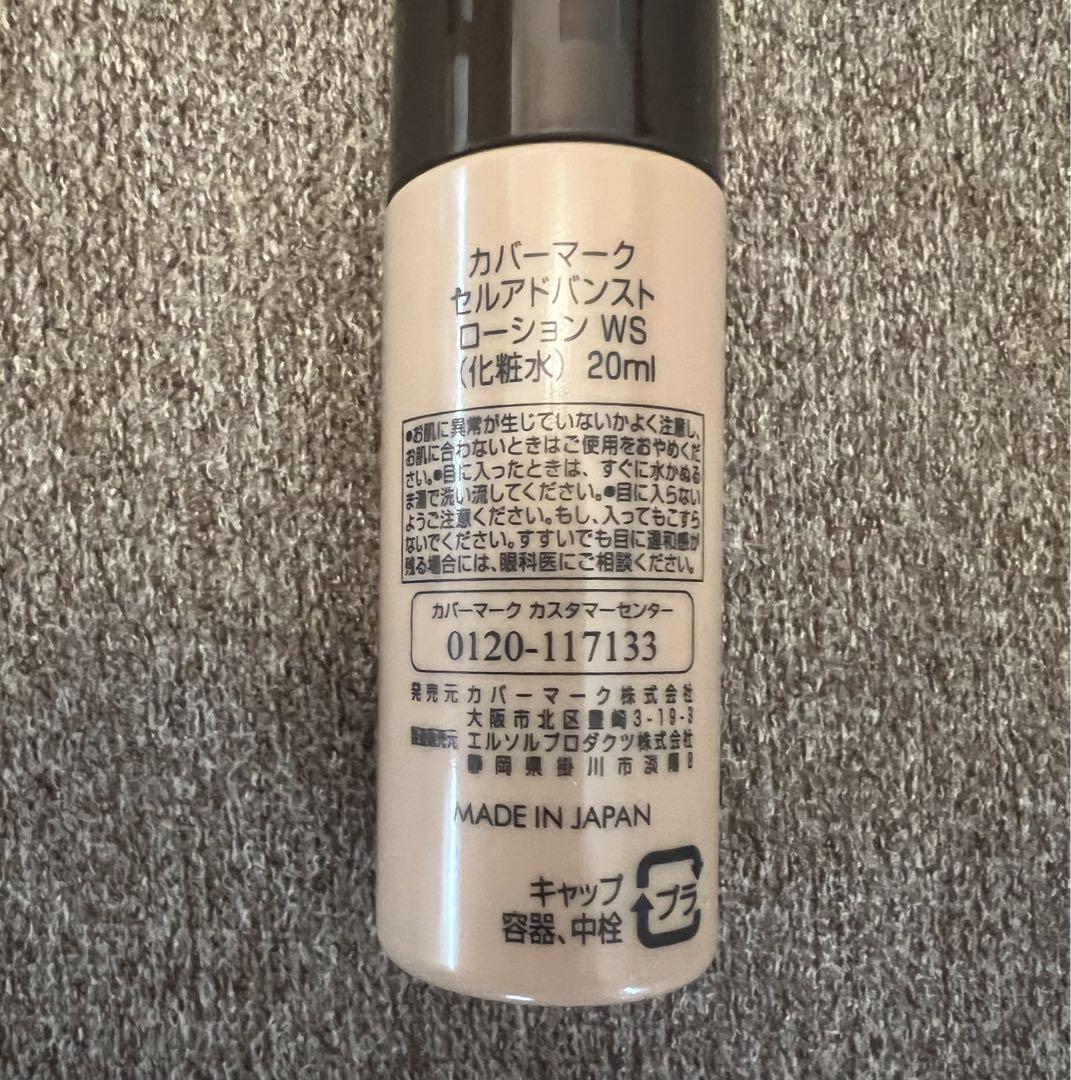 カバーマーク
セルアドバンスト
ローション WS
(化粧水) 20ml
●お肌に異常が生じていないかよく注意し、
お肌に合わないときはご使用をおやめくだ
さい。●目に入ったときは、すぐに水かぬる
ま湯で洗い流してください。●目に入らない
ようご注意ください。もし、入ってもこすら
ないでください。すすいでも目に違和感が
残る場合には、眼科医にご相談ください。
カバーマーク カスタマーセンター
0120-117133
発売元 カバーマーク株式会社
大阪市北区豊崎3-19-3
製造販売元 エルソルプロダクツ株式会社
静岡県掛川市淡陽8
MADE IN JAPAN
キャップ
容器、中栓
プラ